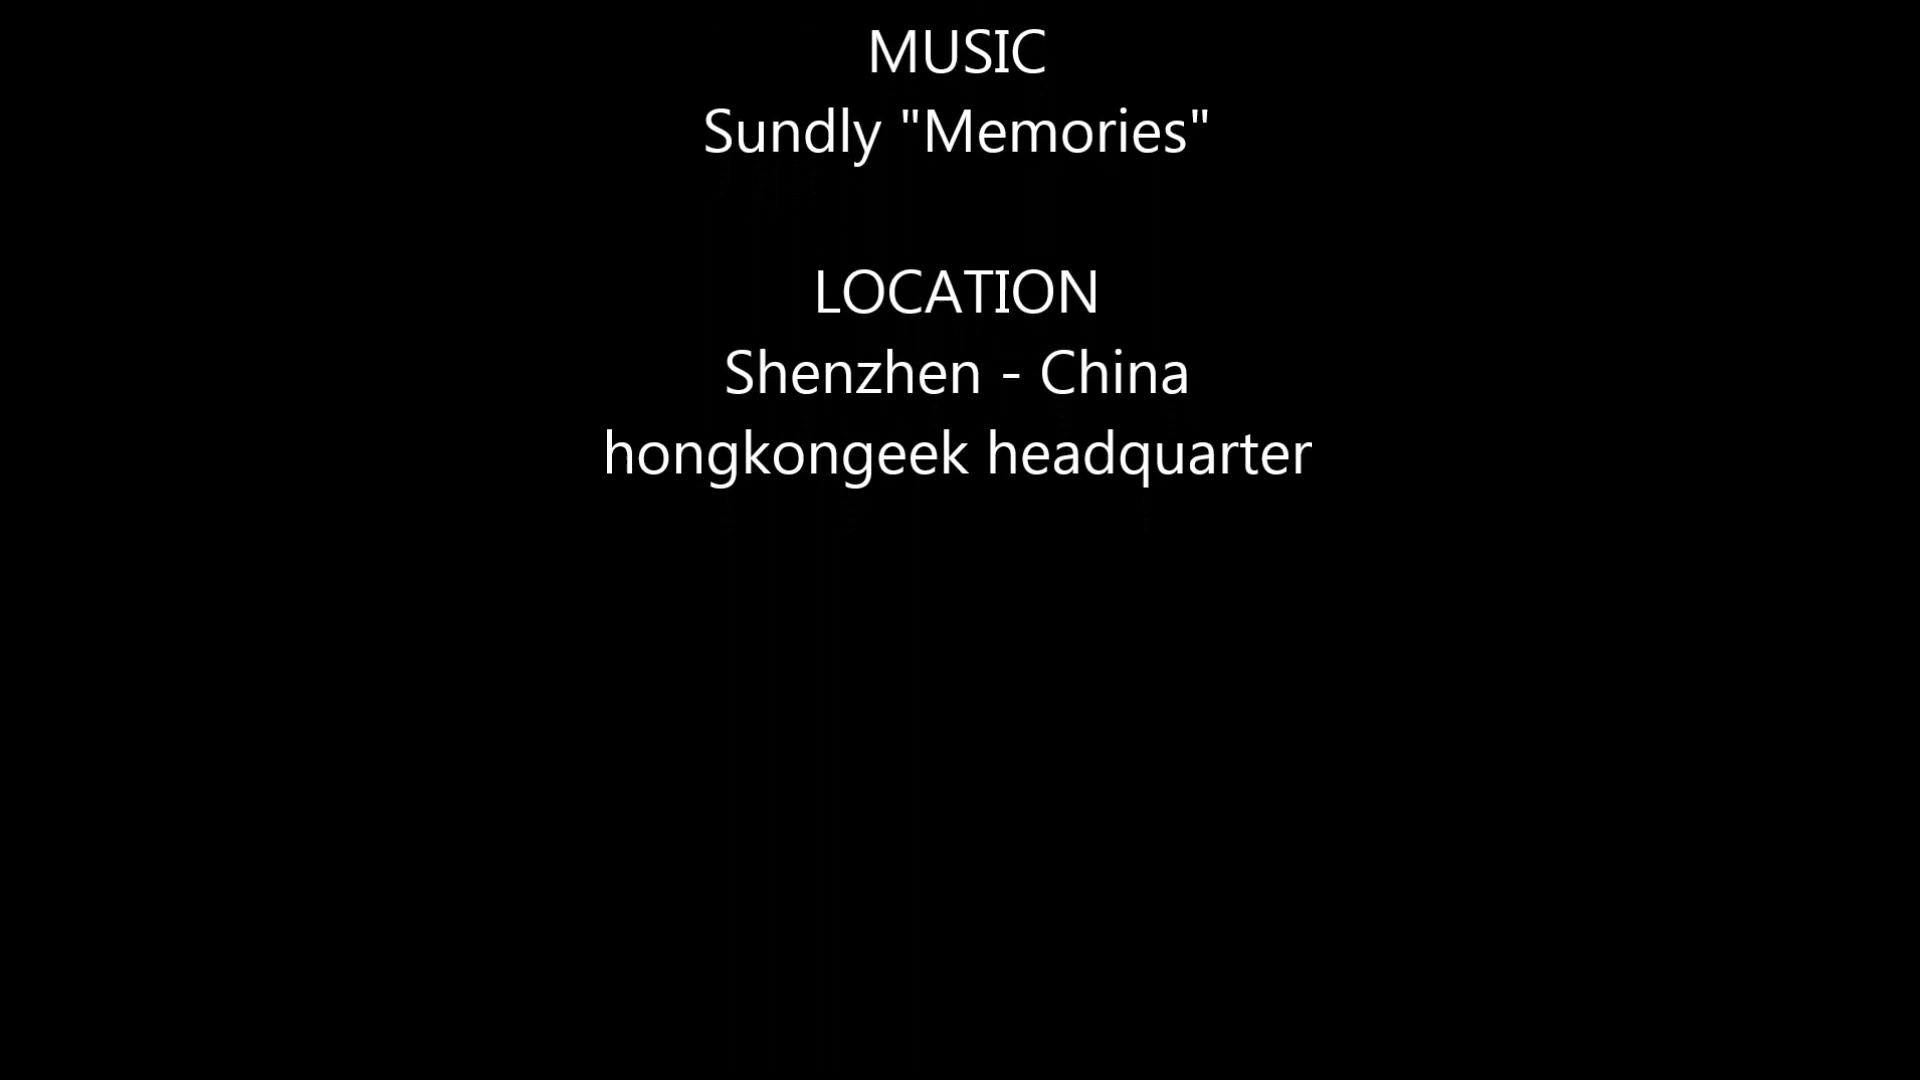 MUSIC
Sundly "Memories"
LOCATION
Shenzhen - China
hongkongeek headquarter